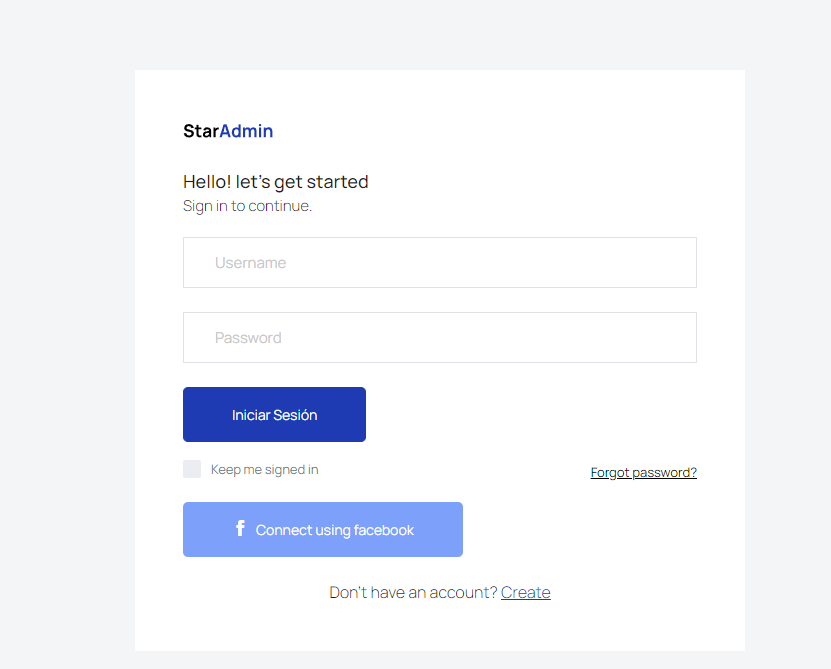 StarAdmin
Hello! let's get started
Sign in to continue.
Username
Password
Iniciar Sesión
Keep me signed in
Forgot password?
f Connect using facebook
Don't have an account? Create